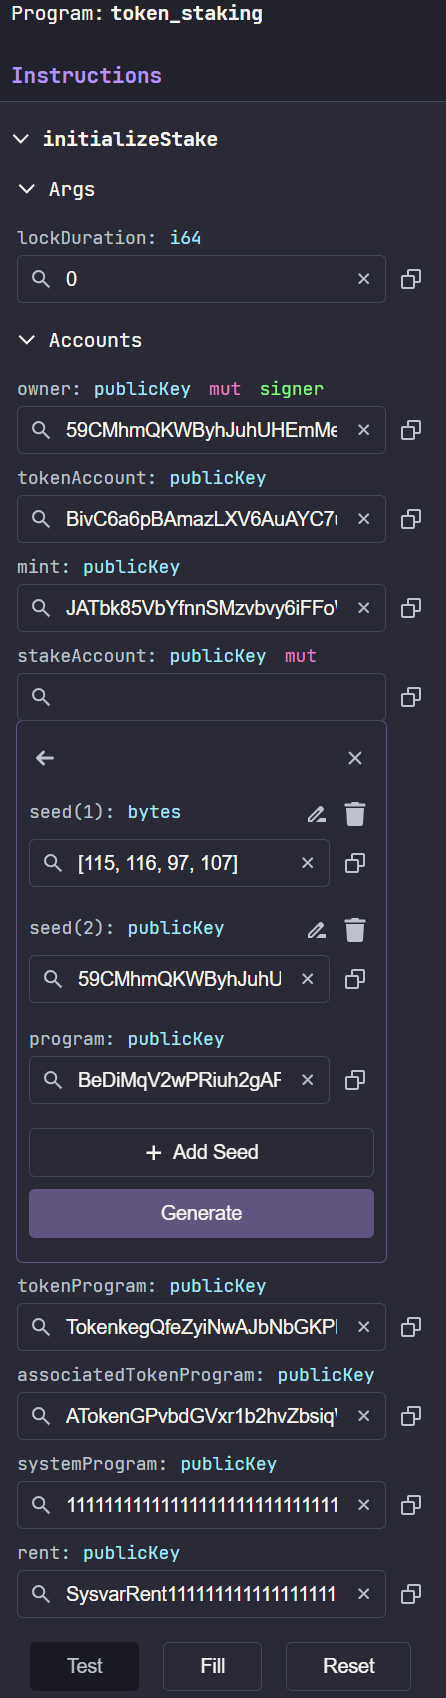 Program: token_staking
Instructions
initializeStake
Args
lockDuration: i64
0
Accounts
owner: publicKey mut signer
59CMhmQKWByhJuhUHEmMe
tokenAccount: publicKey
BivC6a6pBAmazLXV6AuAYC7u
mint: publicKey
JATbk85VbYfnnSMzvbvy6iFFo
stakeAccount: publicKey mut
seed(1): bytes
[115, 116, 97, 107]
seed(2): publicKey
59CMhmQKWByhJuhU
program: publicKey
BeDiMqV2wPRiuh2gAF
+ Add Seed
Generate
tokenProgram: publicKey
TokenkegQfeZyiNwAJbNbGKP
associatedTokenProgram: publicKey
ATokenGPvbdGVxr1b2hvZbsiq
systemProgram: publicKey
11111111111111111111111111111
rent: publicKey
SysvarRent111111111111111111
Test Fill Reset